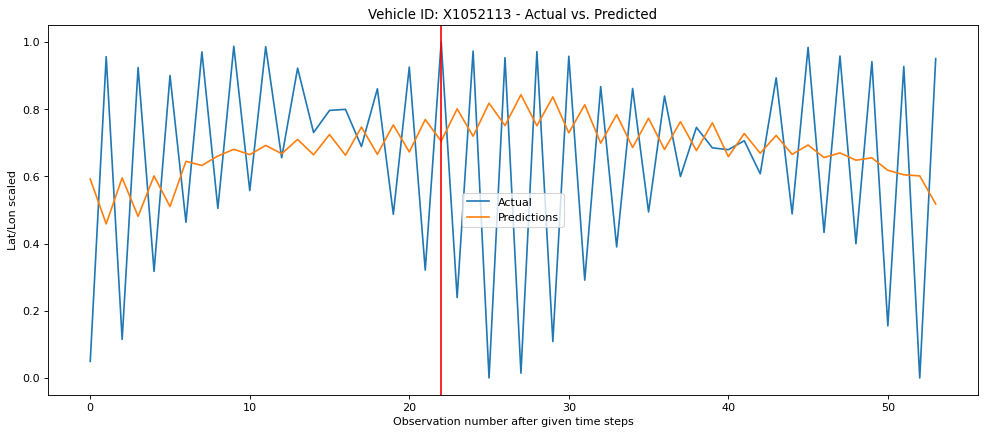 Vehicle ID: X1052113 - Actual vs. Predicted
Lat/Lon scaled
1.0
0.8
0.6
0.4
0.2
0.0
Actual
Predictions
0 10 20 30 40 50
Observation number after given time steps